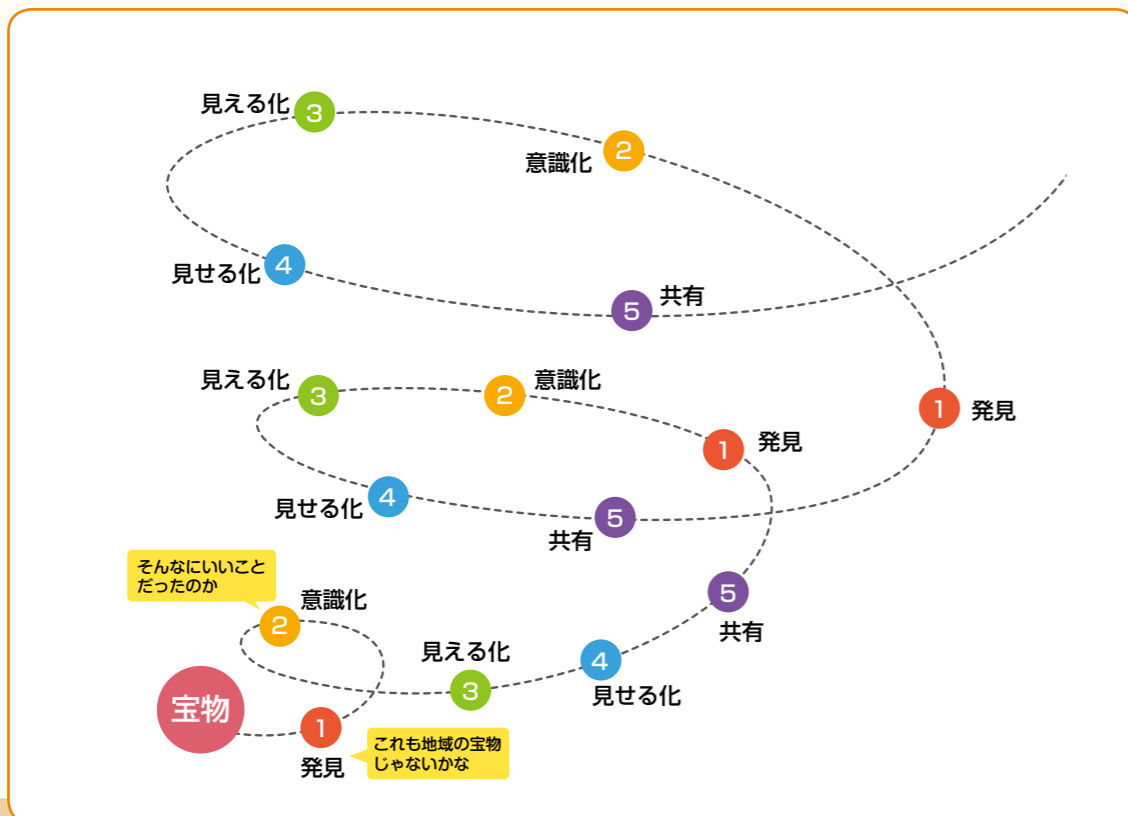 見える化
3
2
意識化
4
見せる化
5
共有
見える化
3
2
意識化
1
発見
1
発見
4
見せる化
5
共有
そんなにいいこと
だったのか
2
意識化
5
共有
見える化
3
4
見せる化
宝物
1
発見
これも地域の宝物
じゃないかな